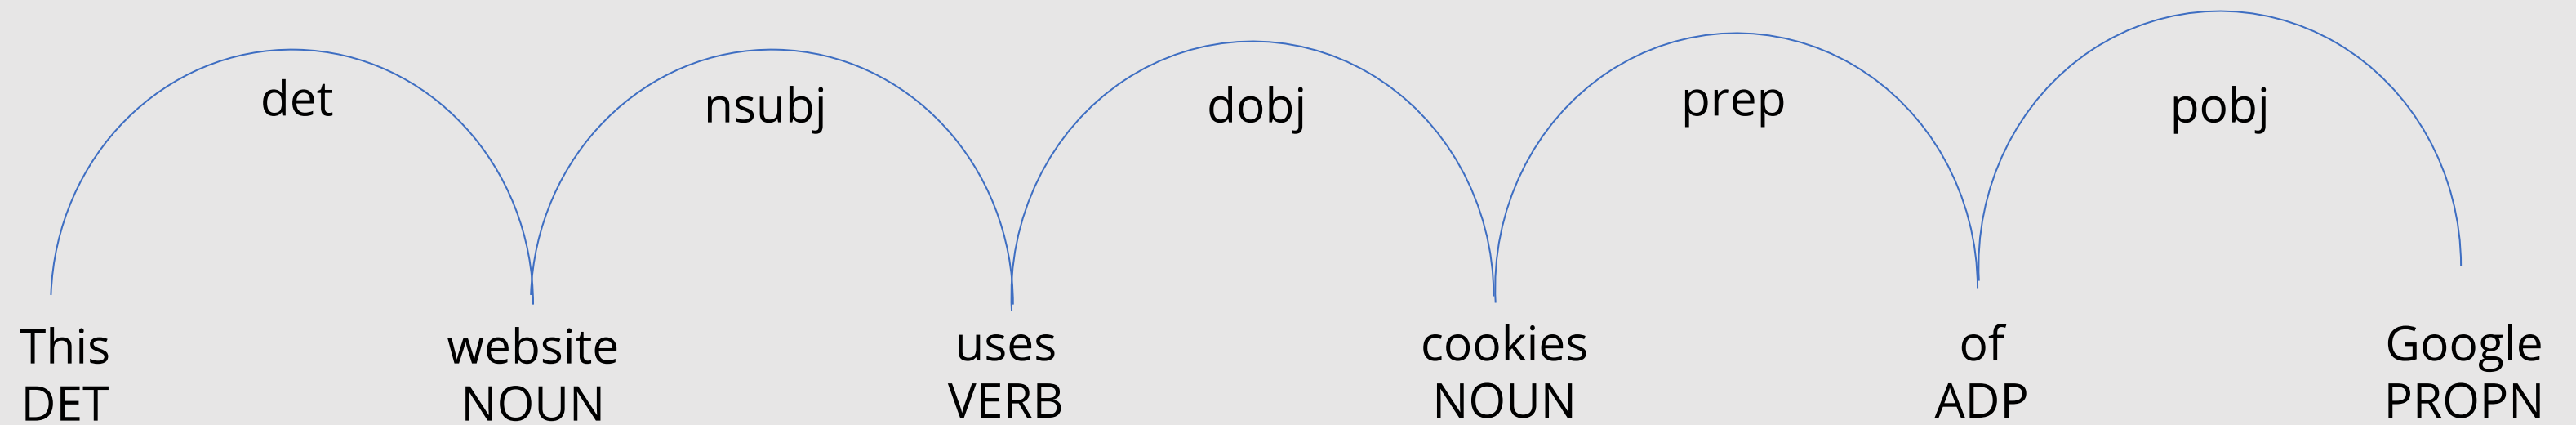 det nsubj dobj prep pobj
This website uses cookies of Google
DET NOUN VERB NOUN ADP PROPN